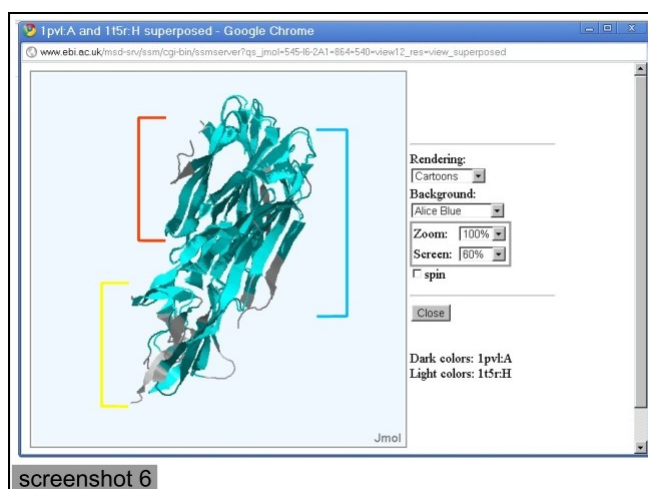 1pvl:A and 1t5r:H superposed - Google Chrome
www.ebi.ac.uk/msd-srv/ssm/cgi-bin/ssmserver?qs_jmol=545-I6-2A1=864=540=view12_res=view_superposed
Rendering:
Cartoons
Background:
Alice Blue
Zoom: 100%
Screen: 60%
spin
Close
Dark colors: 1pvl:A
Light colors: 1t5r:H
Jmol
screenshot 6